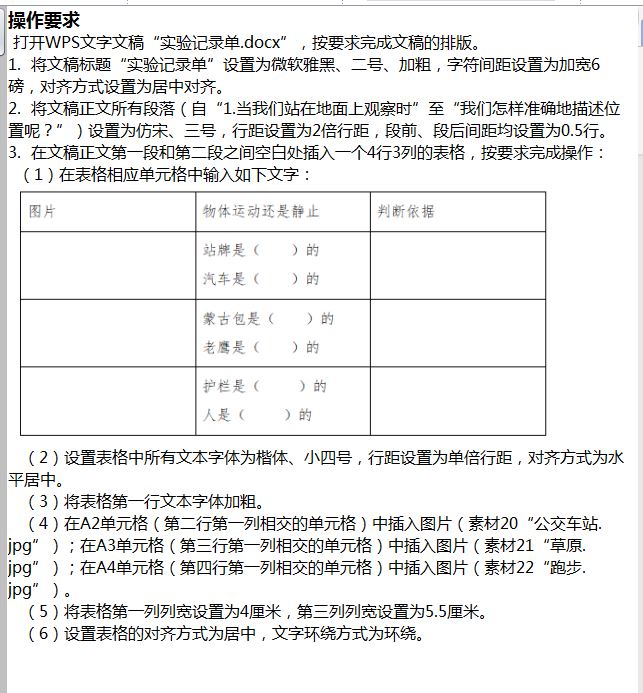 操作要求
打开WPS文字文稿“实验记录单.docx”，按要求完成文稿的排版。
1. 将文稿标题“实验记录单”设置为微软雅黑、二号、加粗，字符间距设置为加宽6
磅，对齐方式设置为居中对齐。
2. 将文稿正文所有段落（自“1.当我们站在地面上观察时”至“我们怎样准确地描述位
置呢？”）设置为仿宋、三号，行距设置为2倍行距，段前、段后间距均设置为0.5行。
3. 在文稿正文第一段和第二段之间空白处插入一个4行3列的表格，按要求完成操作：
（1）在表格相应单元格中输入如下文字：
图片 物体运动还是静止 判断依据
站牌是（　　）的
汽车是（　　）的
蒙古包是（　　）的
老鹰是（　　）的
护栏是（　　）的
人是（　　）的
（2）设置表格中所有文本字体为楷体、小四号，行距设置为单倍行距，对齐方式为水
平居中。
（3）将表格第一行文本字体加粗。
（4）在A2单元格（第二行第一列相交的单元格）中插入图片（素材20“公交车站.
jpg”）；在A3单元格（第三行第一列相交的单元格）中插入图片（素材21“草原.
jpg”）；在A4单元格（第四行第一列相交的单元格）中插入图片（素材22“跑步.
jpg”）。
（5）将表格第一列列宽设置为4厘米，第三列列宽设置为5.5厘米。
（6）设置表格的对齐方式为居中，文字环绕方式为环绕。